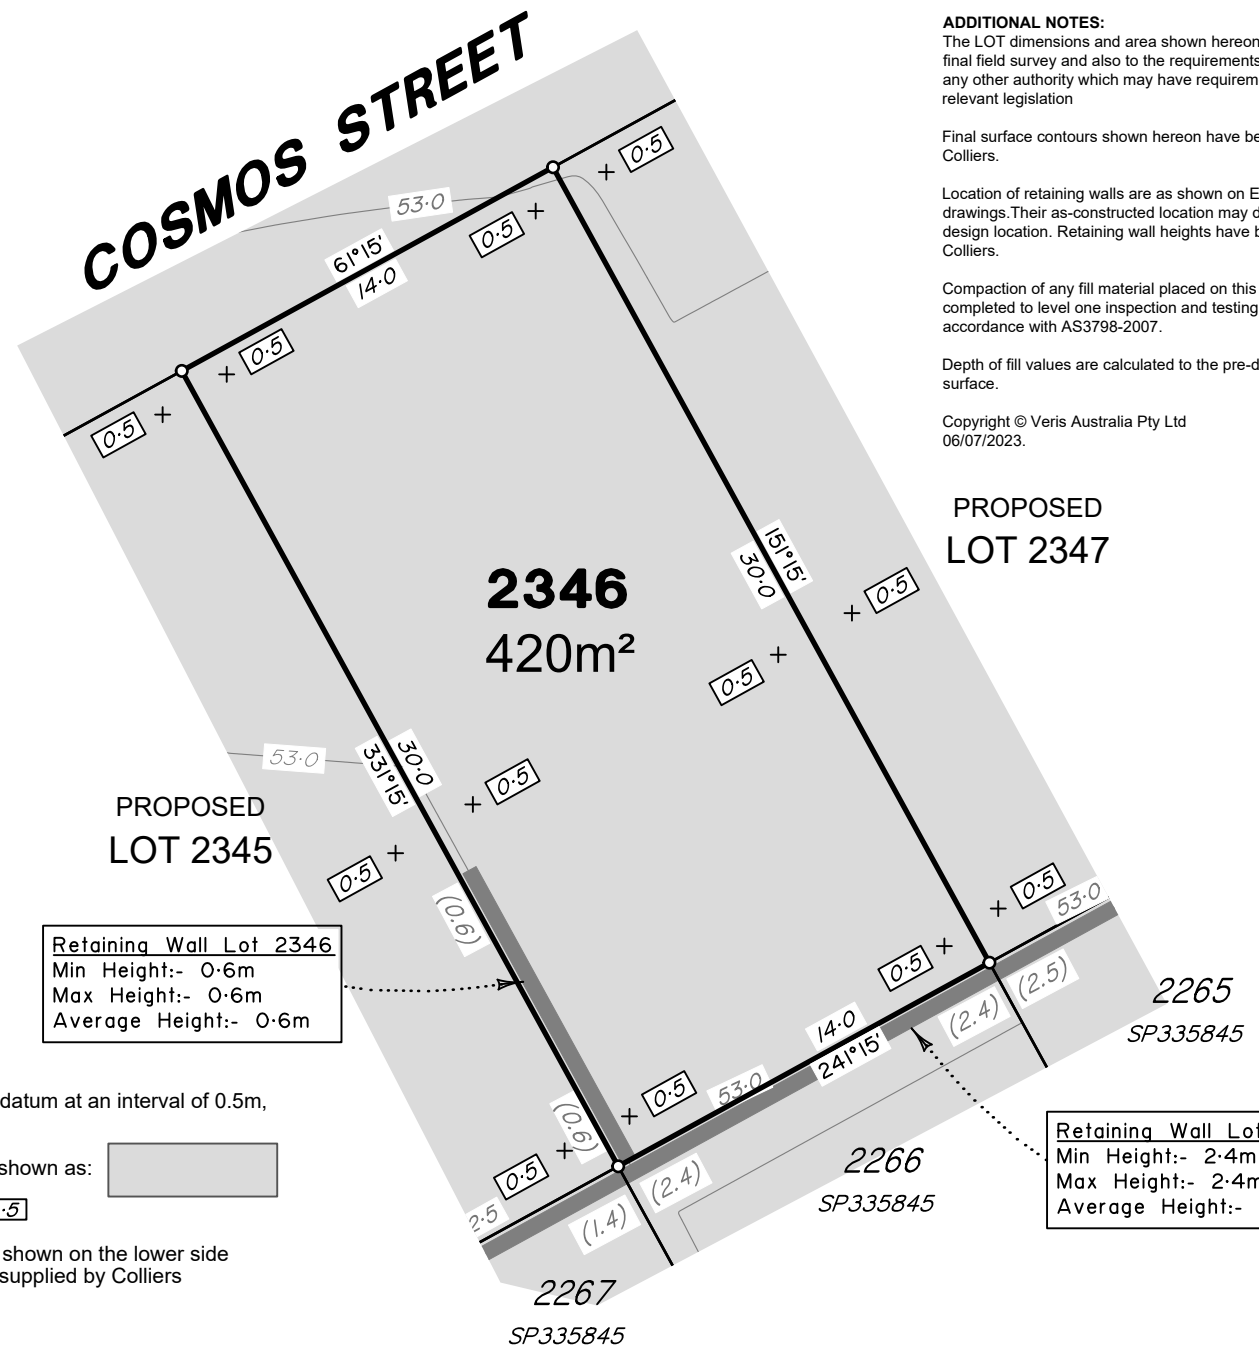 COSMOS STREET
ADDITIONAL NOTES:
The LOT dimensions and area shown hereon
final field survey and also to the requirements
any other authority which may have requirem
relevant legislation
Final surface contours shown hereon have be
Colliers.
Location of retaining walls are as shown on E
drawings.Their as-constructed location may d
design location. Retaining wall heights have b
Colliers.
Compaction of any fill material placed on this
completed to level one inspection and testing
accordance with AS3798-2007.
Depth of fill values are calculated to the pre-d
surface.
Copyright © Veris Australia Pty Ltd
06/07/2023.
0·5
53·0
0·5
61°15'
14·0
0·5
0·5
PROPOSED
LOT 2347
151°15'
30·0
0·5
2346
420m²
0·5
53·0
30·0
331°15'
0·5
PROPOSED
LOT 2345
0·5
(0.6)
0·5
53·0
Retaining Wall Lot 2346
Min Height:- 0·6m
Max Height:- 0·6m
Average Height:- 0·6m
0·5
(2.5)
(2.4)
2265
SP335845
14·0
241°15'
0·5
53·0
(0.6)
datum at an interval of 0.5m,
shown as:
·5
shown on the lower side
supplied by Colliers
0·5
(2.4)
(1.4)
2·5
2266
SP335845
Retaining Wall Lot
Min Height:- 2·4m
Max Height:- 2·4m
Average Height:-
2267
SP335845